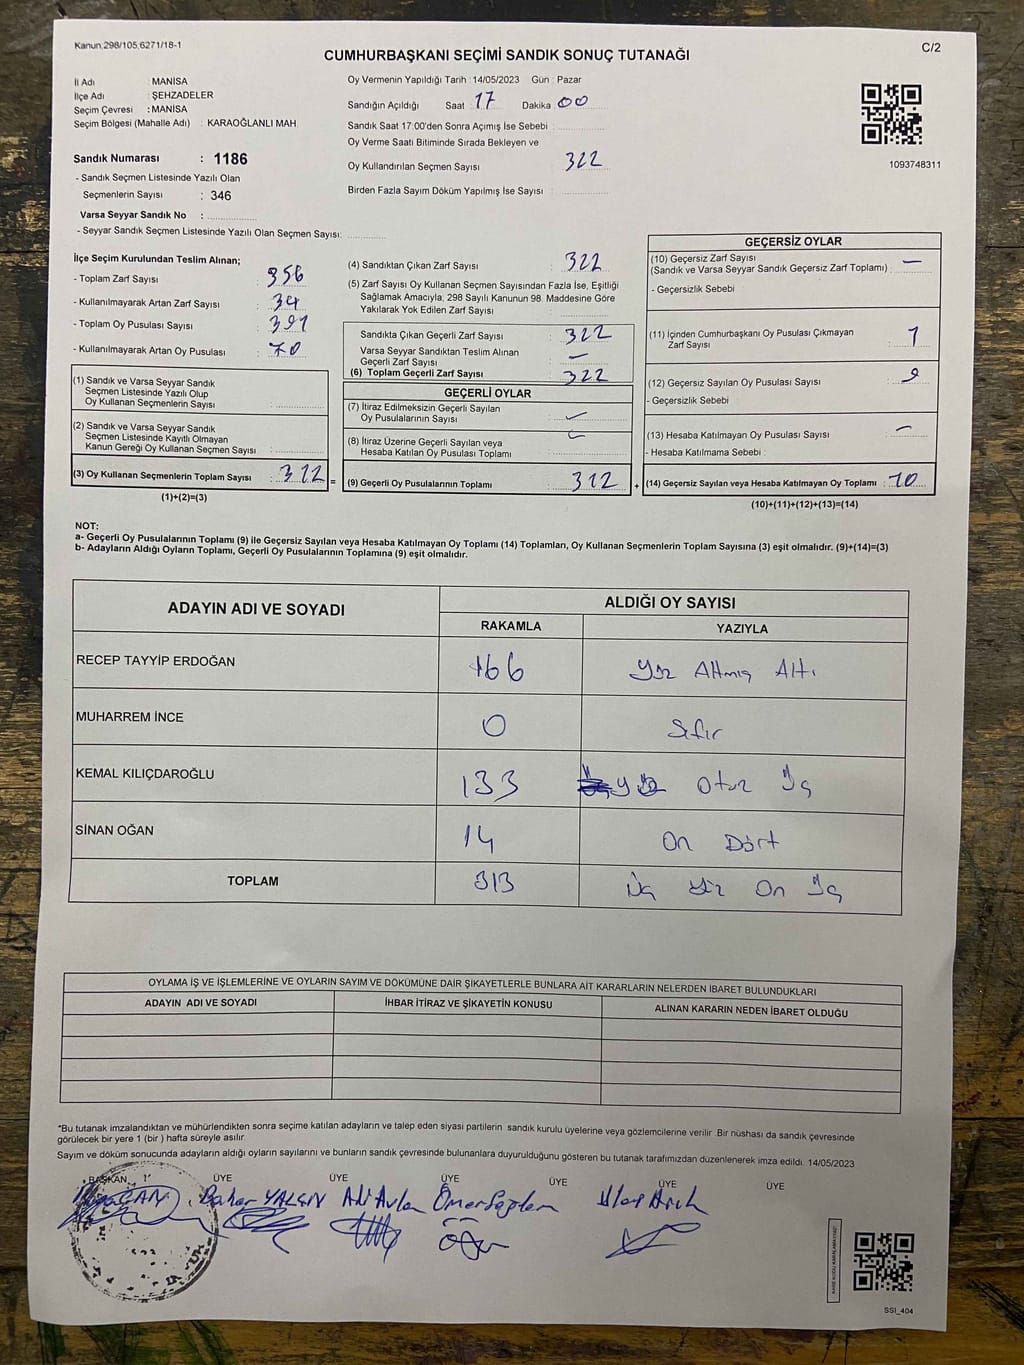 Kanun:298/105;6271/18-1
C/2
CUMHURBAŞKANI SEÇİMİ SANDIK SONUÇ TUTANAĞI
İl Adı : MANİSA
İlçe Adı : ŞEHZADELER
Seçim Çevresi : MANİSA
Seçim Bölgesi (Mahalle Adı) : KARAOĞLANLI MAH.
Sandık Numarası : 1186
- Sandık Seçmen Listesinde Yazılı Olan
Seçmenlerin Sayısı : 346
Varsa Seyyar Sandık No :
- Seyyar Sandık Seçmen Listesinde Yazılı Olan Seçmen Sayısı:
Oy Vermenin Yapıldığı Tarih : 14/05/2023 Gün : Pazar
Sandığın Açıldığı Saat 17 Dakika 00
Sandık Saat 17:00'den Sonra Açımış İse Sebebi :
Oy Verme Saati Bitiminde Sırada Bekleyen ve
Oy Kullandırılan Seçmen Sayısı : 322
Birden Fazla Sayım Döküm Yapılmış İse Sayısı :
1093748311
İlçe Seçim Kurulundan Teslim Alınan;
- Toplam Zarf Sayısı : 356
- Kullanılmayarak Artan Zarf Sayısı : 34
- Toplam Oy Pusulası Sayısı : 391
- Kullanılmayarak Artan Oy Pusulası : 70
(1) Sandık ve Varsa Seyyar Sandık
Seçmen Listesinde Yazılı Olup
Oy Kullanan Seçmenlerin Sayısı :
(2) Sandık ve Varsa Seyyar Sandık
Seçmen Listesinde Kayıtlı Olmayan
Kanun Gereği Oy Kullanan Seçmen Sayısı :
(3) Oy Kullanan Seçmenlerin Toplam Sayısı : 322 =
(1)+(2)=(3)
(4) Sandıktan Çıkan Zarf Sayısı : 322
(5) Zarf Sayısı Oy Kullanan Seçmen Sayısından Fazla İse, Eşitliği
Sağlamak Amacıyla; 298 Sayılı Kanunun 98. Maddesine Göre
Yakılarak Yok Edilen Zarf Sayısı :
Sandıkta Çıkan Geçerli Zarf Sayısı : 322
Varsa Seyyar Sandıktan Teslim Alınan
Geçerli Zarf Sayısı : —
(6) Toplam Geçerli Zarf Sayısı : 322
GEÇERLİ OYLAR
(7) İtiraz Edilmeksizin Geçerli Sayılan
Oy Pusulalarının Sayısı :
(8) İtiraz Üzerine Geçerli Sayılan veya
Hesaba Katılan Oy Pusulası Toplamı :
(9) Geçerli Oy Pusulalarının Toplamı : 312 +
GEÇERSİZ OYLAR
(10) Geçersiz Zarf Sayısı
(Sandık ve Varsa Seyyar Sandık Geçersiz Zarf Toplamı) : —
- Geçersizlik Sebebi :
(11) İçinden Cumhurbaşkanı Oy Pusulası Çıkmayan
Zarf Sayısı : 1
(12) Geçersiz Sayılan Oy Pusulası Sayısı : 9
- Geçersizlik Sebebi :
(13) Hesaba Katılmayan Oy Pusulası Sayısı : —
- Hesaba Katılmama Sebebi :
(14) Geçersiz Sayılan veya Hesaba Katılmayan Oy Toplamı : 10
(10)+(11)+(12)+(13)=(14)
NOT:
a- Geçerli Oy Pusulalarının Toplamı (9) ile Geçersiz Sayılan veya Hesaba Katılmayan Oy Toplamı (14) Toplamları, Oy Kullanan Seçmenlerin Toplam Sayısına (3) eşit olmalıdır. (9)+(14)=(3)
b- Adayların Aldığı Oyların Toplamı, Geçerli Oy Pusulalarının Toplamına (9) eşit olmalıdır.
ADAYIN ADI VE SOYADI ALDIĞI OY SAYISI
RAKAMLA YAZIYLA
RECEP TAYYİP ERDOĞAN 166 Yüz Altmış Altı
MUHARREM İNCE 0 Sıfır
KEMAL KILIÇDAROĞLU 133 Yüz Otuz Üç
SİNAN OĞAN 14 On Dört
TOPLAM 313 Üç Yüz On Üç
OYLAMA İŞ VE İŞLEMLERİNE VE OYLARIN SAYIM VE DÖKÜMÜNE DAİR ŞİKAYETLERLE BUNLARA AİT KARARLARIN NELERDEN İBARET BULUNDUKLARI
ADAYIN ADI VE SOYADI İHBAR İTİRAZ VE ŞİKAYETİN KONUSU ALINAN KARARIN NEDEN İBARET OLDUĞU
*Bu tutanak imzalandıktan ve mühürlendikten sonra seçime katılan adayların ve talep eden siyasi partilerin sandık kurulu üyelerine veya gözlemcilerine verilir. Bir nüshası da sandık çevresinde
görülecek bir yere 1 (bir ) hafta süreyle asılır.
Sayım ve döküm sonucunda adayların aldığı oyların sayılarını ve bunların sandık çevresinde bulunanlara duyurulduğunu gösteren bu tutanak tarafımızdan düzenlenerek imza edildi. 14/05/2023
BAŞKAN ÜYE ÜYE ÜYE ÜYE ÜYE ÜYE
Bahar YALÇIN
SSI_404